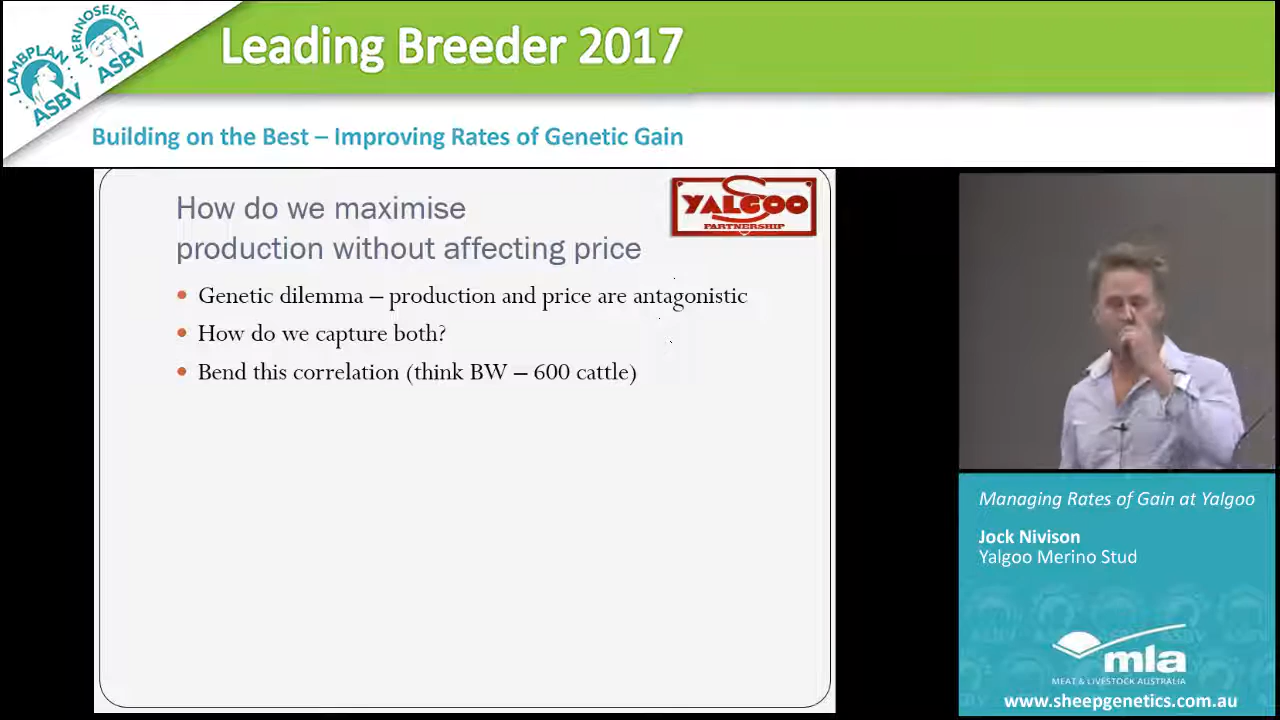 LAMBPLAN
ASBV
MERINOSELECT
ASBV
Leading Breeder 2017
Building on the Best – Improving Rates of Genetic Gain
How do we maximise
production without affecting price
YALGOO
PARTNERSHIP
• Genetic dilemma – production and price are antagonistic
• How do we capture both?
• Bend this correlation (think BW – 600 cattle)
Managing Rates of Gain at Yalgoo
Jock Nivison
Yalgoo Merino Stud
mla
MEAT & LIVESTOCK AUSTRALIA
www.sheepgenetics.com.au